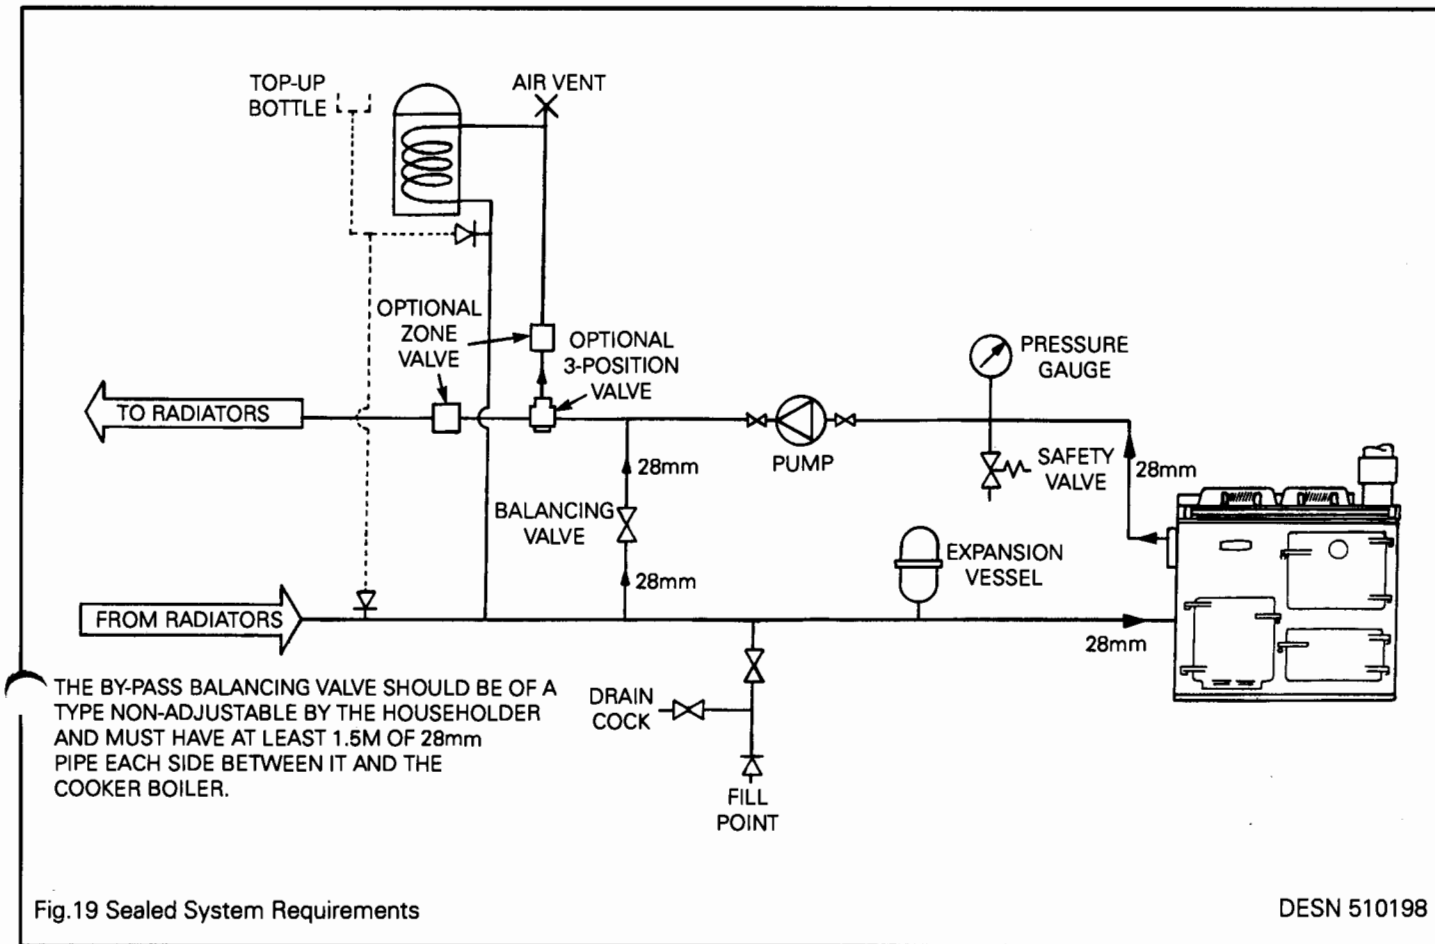 TOP-UP
BOTTLE
AIR VENT
OPTIONAL
ZONE
VALVE
OPTIONAL
3-POSITION
VALVE
PRESSURE
GAUGE
TO RADIATORS
PUMP
SAFETY
VALVE
28mm
28mm
BALANCING
VALVE
EXPANSION
VESSEL
28mm
FROM RADIATORS
28mm
THE BY-PASS BALANCING VALVE SHOULD BE OF A
TYPE NON-ADJUSTABLE BY THE HOUSEHOLDER
AND MUST HAVE AT LEAST 1.5M OF 28mm
PIPE EACH SIDE BETWEEN IT AND THE
COOKER BOILER.
DRAIN
COCK
FILL
POINT
Fig.19 Sealed System Requirements
DESN 510198